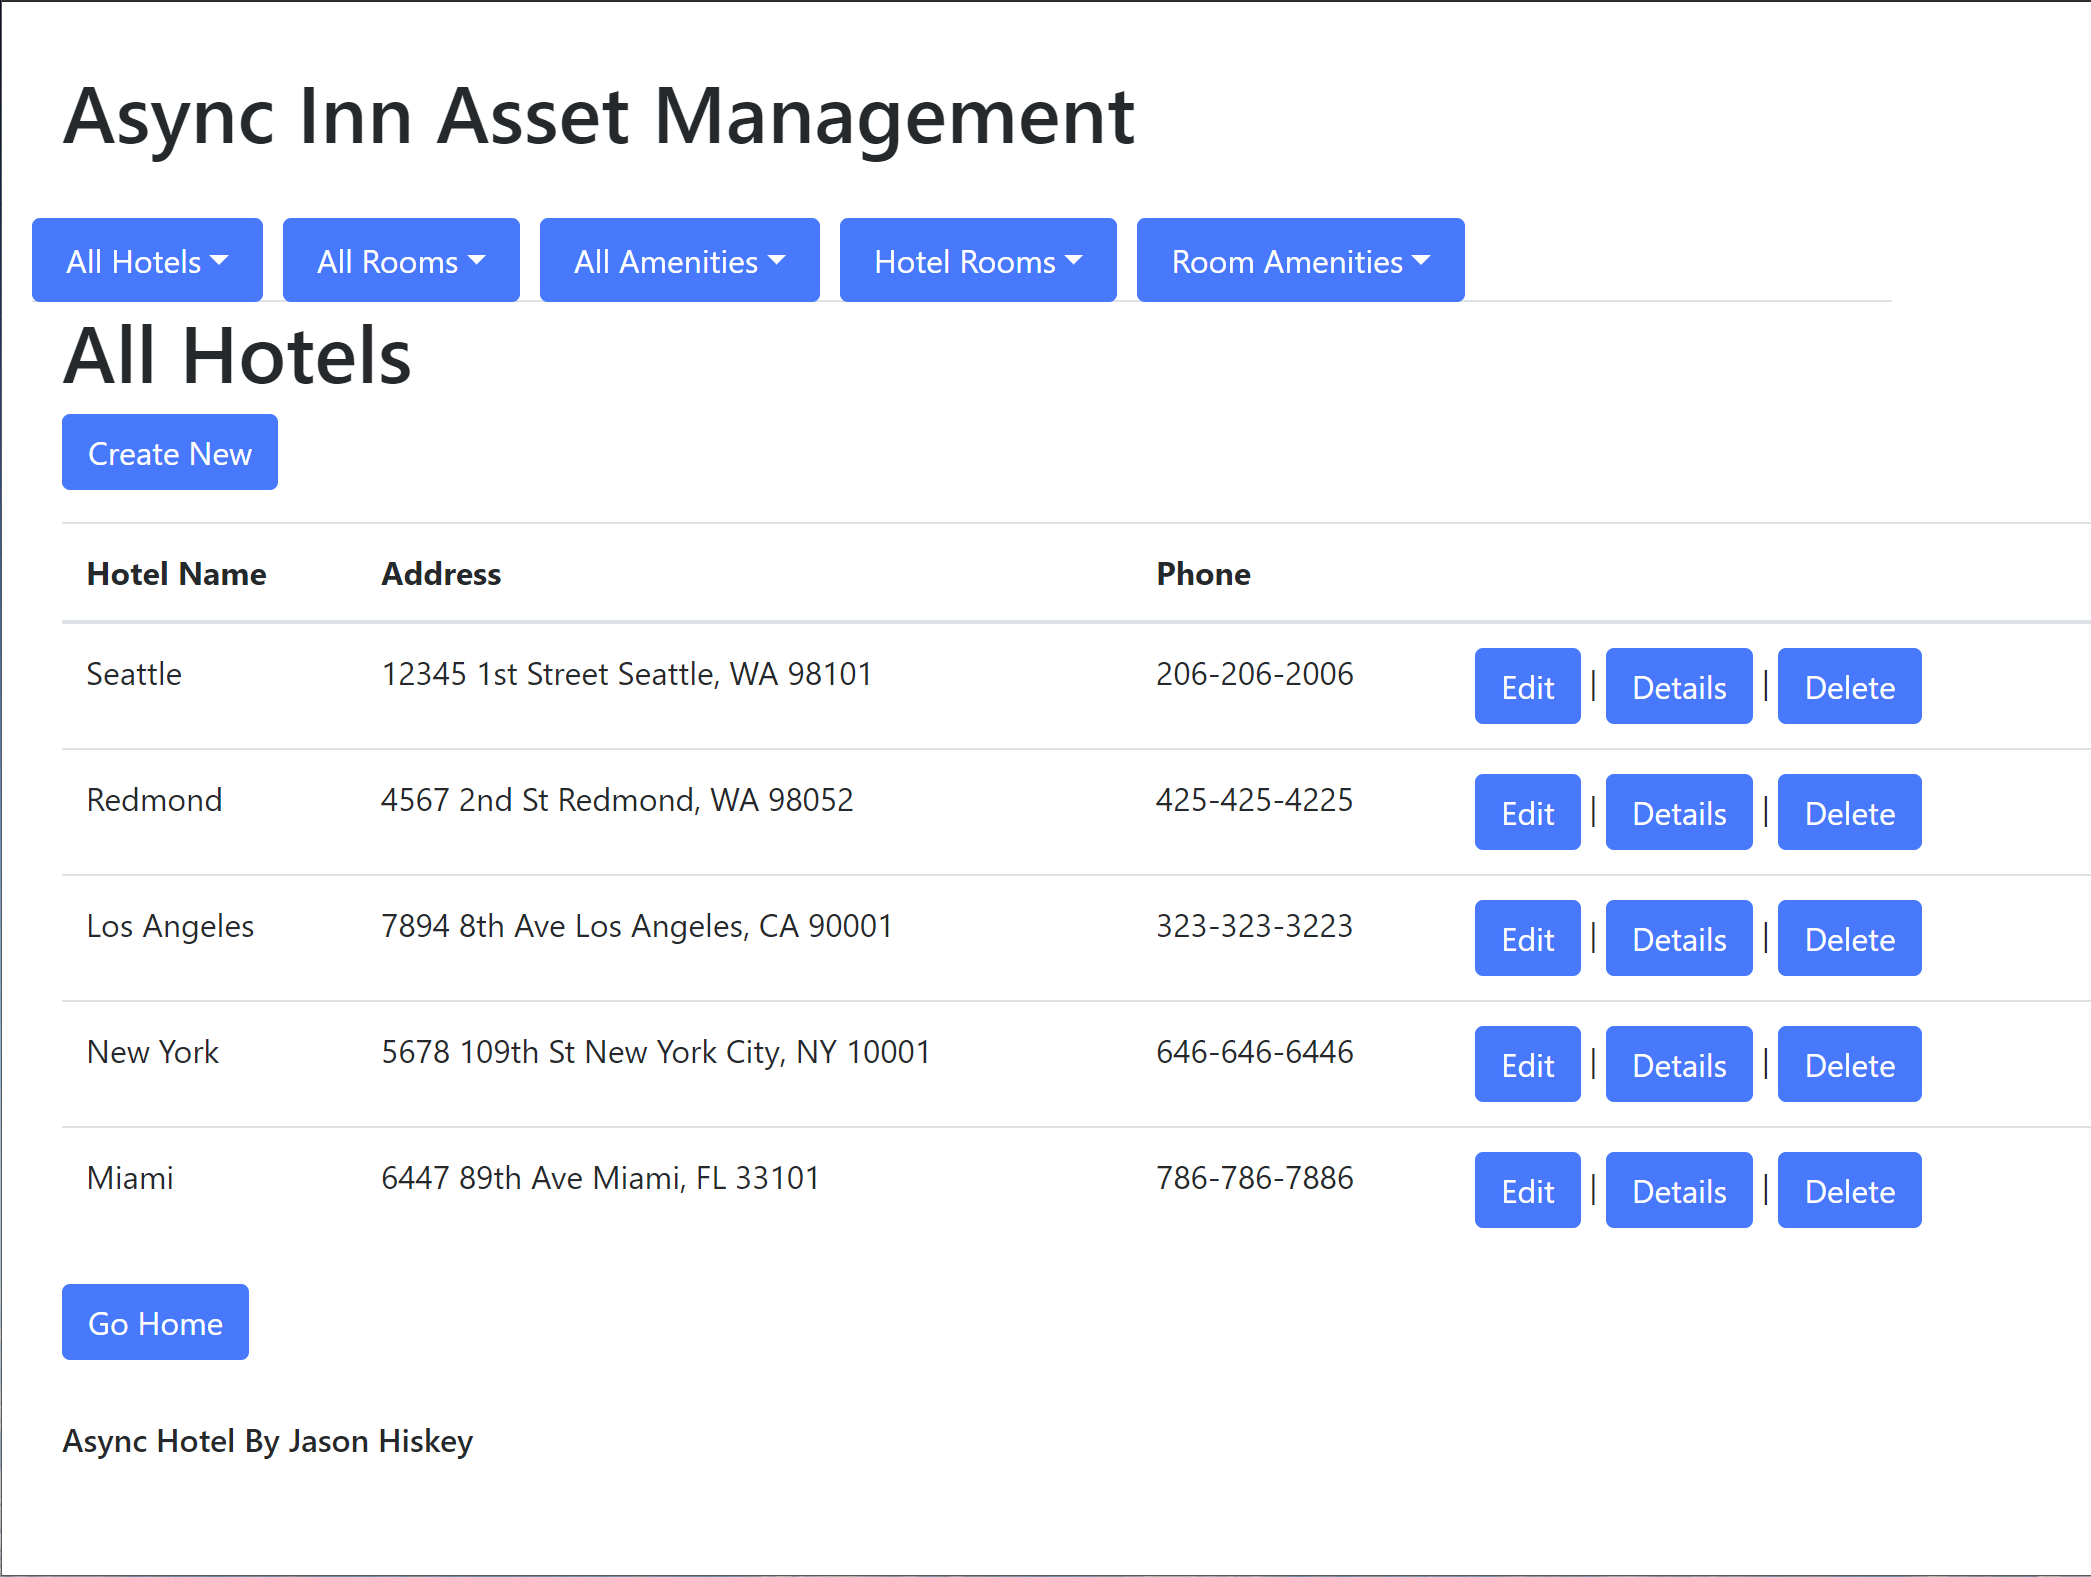 Async Inn Asset Management
All Hotels All Rooms All Amenities Hotel Rooms Room Amenities
All Hotels
Create New
Hotel Name Address Phone
Seattle 12345 1st Street Seattle, WA 98101 206-206-2006 Edit | Details | Delete
Redmond 4567 2nd St Redmond, WA 98052 425-425-4225 Edit | Details | Delete
Los Angeles 7894 8th Ave Los Angeles, CA 90001 323-323-3223 Edit | Details | Delete
New York 5678 109th St New York City, NY 10001 646-646-6446 Edit | Details | Delete
Miami 6447 89th Ave Miami, FL 33101 786-786-7886 Edit | Details | Delete
Go Home
Async Hotel By Jason Hiskey